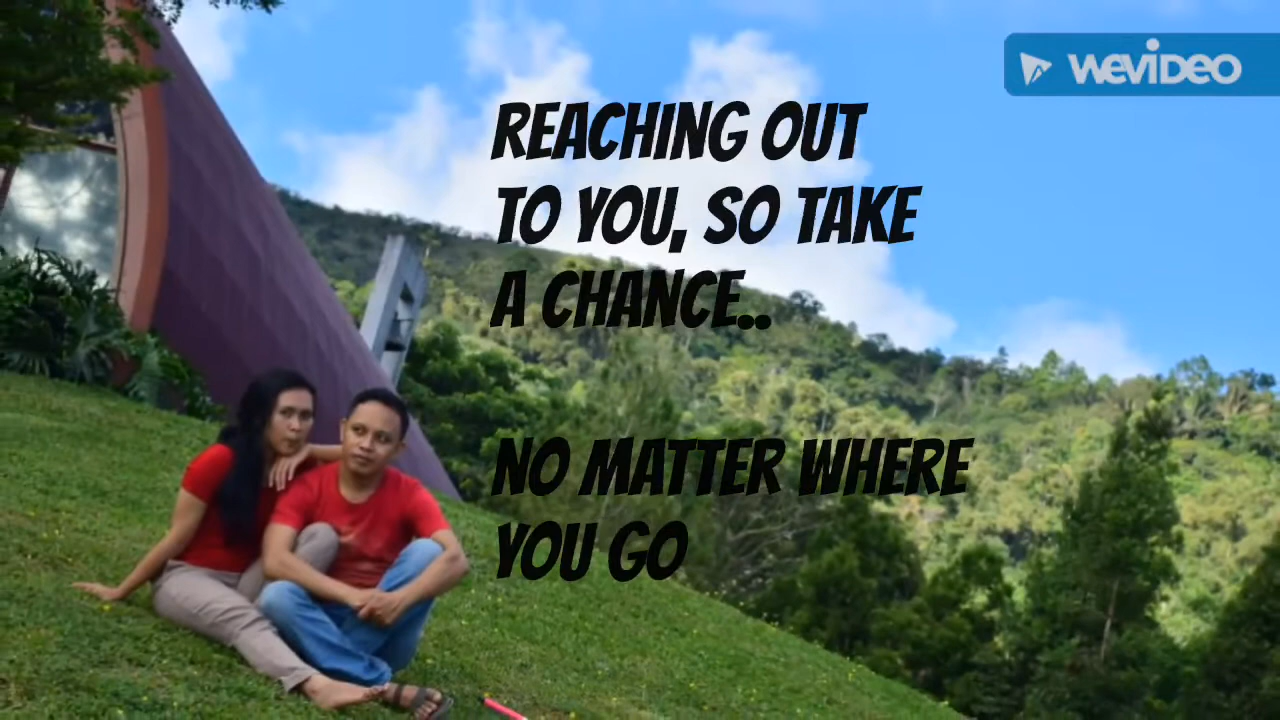 WEVIDEO
REACHING OUT
TO YOU, SO TAKE
A CHANCE..
NO MATTER WHERE
YOU GO